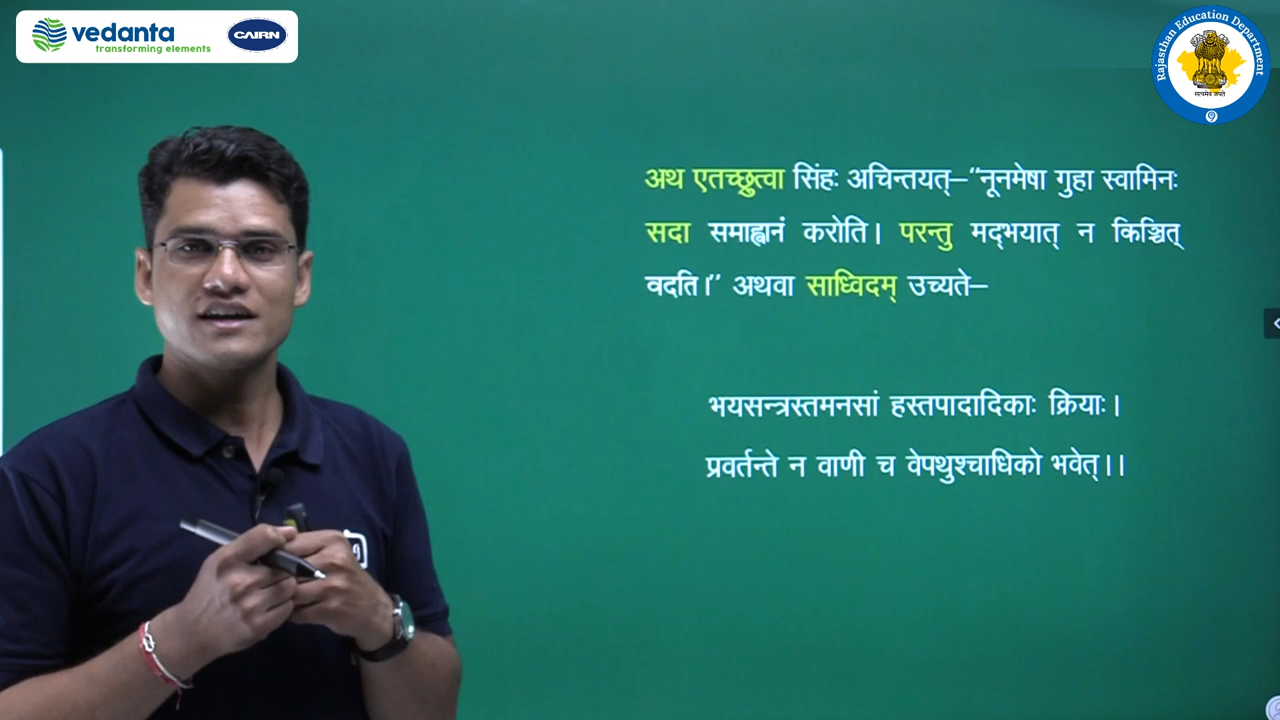 vedanta
transforming elements
CAIRN
Rajasthan Education Department
सत्यमेव जयते
अथ एतच्छ्रुत्वा सिंहः अचिन्तयत्–“नूनमेषा गुहा स्वामिनः
सदा समाह्वानं करोति। परन्तु मद्भयात् न किञ्चित्
वदति।” अथवा साध्विदम् उच्यते–
भयसन्त्रस्तमनसां हस्तपादादिकाः क्रियाः।
प्रवर्तन्ते न वाणी च वेपथुश्चाधिको भवेत्।।